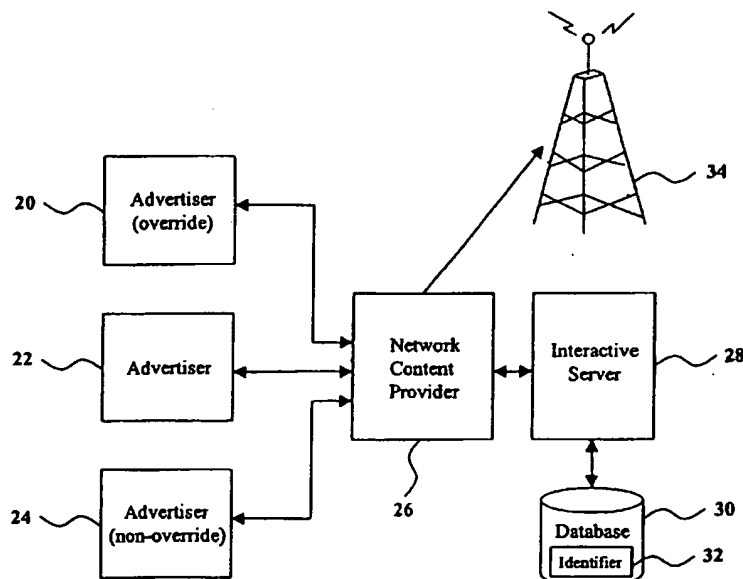 34
20
Advertiser
(override)
22
Advertiser
Network
Content
Provider
Interactive
Server
28
24
Advertiser
(non-override)
26
Database
30
Identifier
32